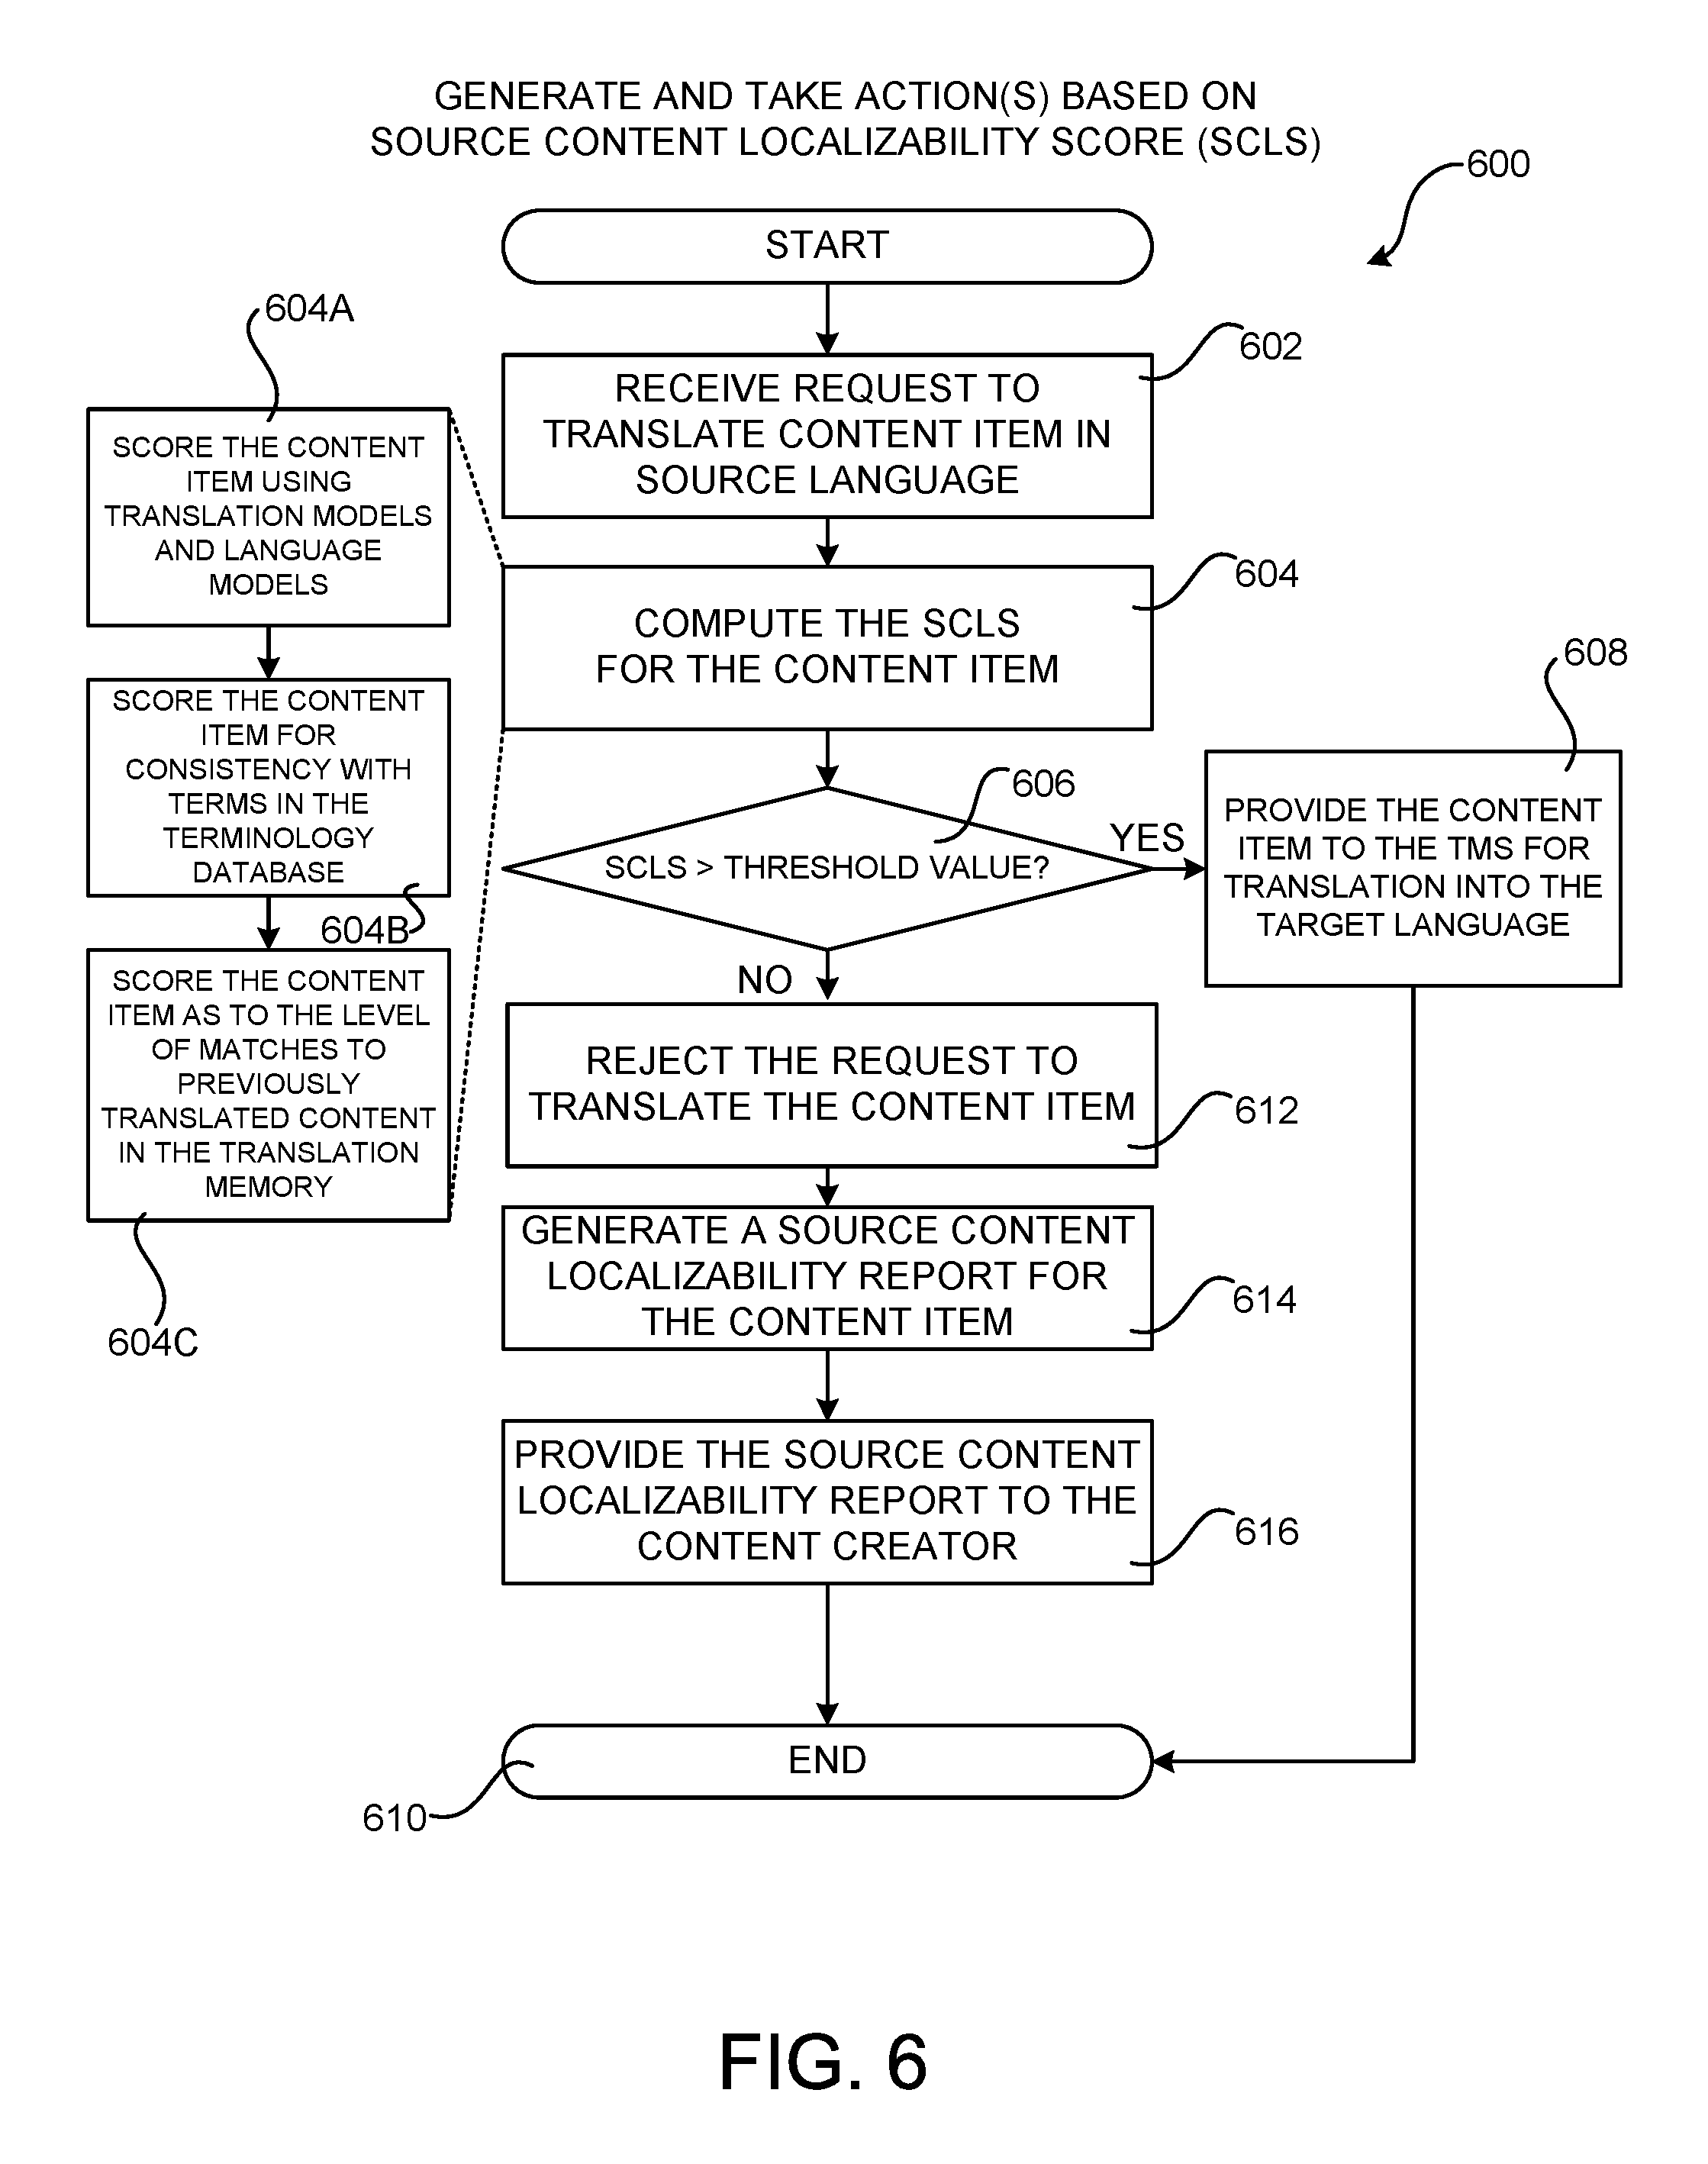 GENERATE AND TAKE ACTION(S) BASED ON
SOURCE CONTENT LOCALIZABILITY SCORE (SCLS)
600
START
602
RECEIVE REQUEST TO
TRANSLATE CONTENT ITEM IN
SOURCE LANGUAGE
604
COMPUTE THE SCLS
FOR THE CONTENT ITEM
604A
SCORE THE CONTENT
ITEM USING
TRANSLATION MODELS
AND LANGUAGE
MODELS
SCORE THE CONTENT
ITEM FOR
CONSISTENCY WITH
TERMS IN THE
TERMINOLOGY
DATABASE
604B
SCORE THE CONTENT
ITEM AS TO THE LEVEL
OF MATCHES TO
PREVIOUSLY
TRANSLATED CONTENT
IN THE TRANSLATION
MEMORY
604C
606
SCLS > THRESHOLD VALUE?
YES
608
PROVIDE THE CONTENT
ITEM TO THE TMS FOR
TRANSLATION INTO THE
TARGET LANGUAGE
NO
REJECT THE REQUEST TO
TRANSLATE THE CONTENT ITEM
612
GENERATE A SOURCE CONTENT
LOCALIZABILITY REPORT FOR
THE CONTENT ITEM
614
PROVIDE THE SOURCE CONTENT
LOCALIZABILITY REPORT TO THE
CONTENT CREATOR
616
END
610
FIG. 6